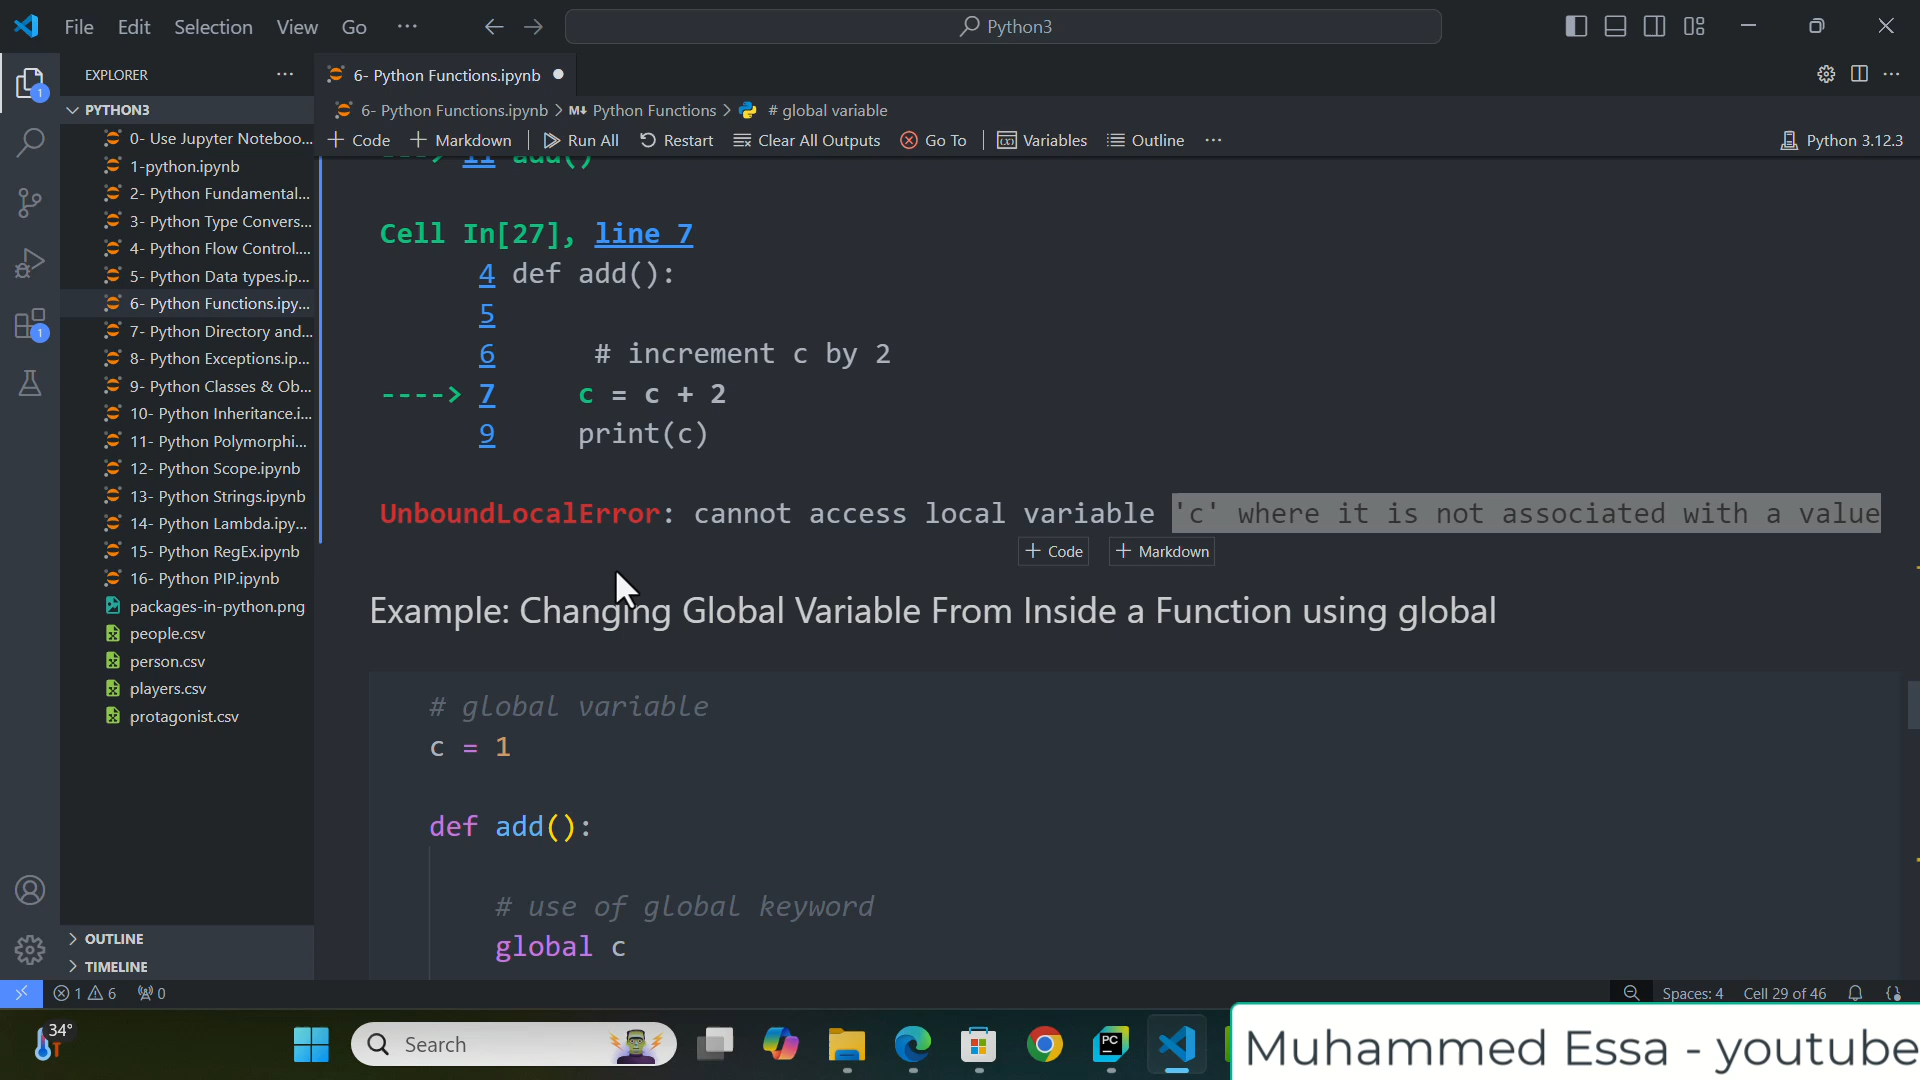 File Edit Selection View Go ···
Python3
EXPLORER
6- Python Functions.ipynb
PYTHON3
0- Use Jupyter Noteboo...
1-python.ipynb
2- Python Fundamental...
3- Python Type Convers...
4- Python Flow Control....
5- Python Data types.ip...
6- Python Functions.ipy...
7- Python Directory and...
8- Python Exceptions.ip...
9- Python Classes & Ob...
10- Python Inheritance.i...
11- Python Polymorphi...
12- Python Scope.ipynb
13- Python Strings.ipynb
14- Python Lambda.ipy...
15- Python RegEx.ipynb
16- Python PIP.ipynb
packages-in-python.png
people.csv
person.csv
players.csv
protagonist.csv
OUTLINE
TIMELINE
6- Python Functions.ipynb > M↓ Python Functions > # global variable
+ Code + Markdown Run All Restart Clear All Outputs Go To Variables Outline ··· Python 3.12.3
----> 11 add()
Cell In[27], line 7
4 def add():
5
6 # increment c by 2
----> 7 c = c + 2
9 print(c)
UnboundLocalError: cannot access local variable 'c' where it is not associated with a value
+ Code + Markdown
Example: Changing Global Variable From Inside a Function using global
# global variable
c = 1
def add():
# use of global keyword
global c
1 6 0
Spaces: 4 Cell 29 of 46
34°
Search
PC
Muhammed Essa - youtube